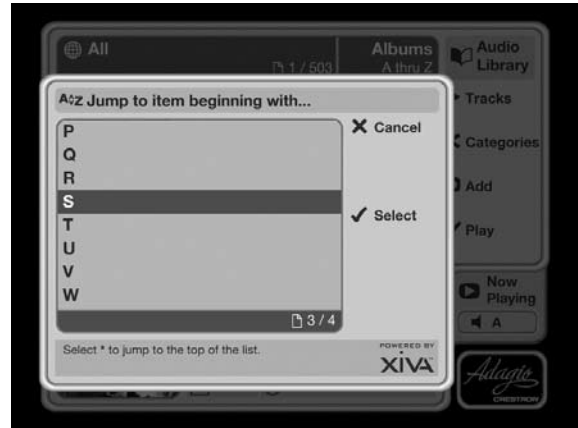 All
1 / 503
Albums
A thru Z
Audio
Library
A-Z Jump to item beginning with...
P
Q
R
S
T
U
V
W
3 / 4
Cancel
Select
Select * to jump to the top of the list.
POWERED BY
XiVA
Tracks
Categories
Add
Play
Now
Playing
A
Adagio
CRESTRON